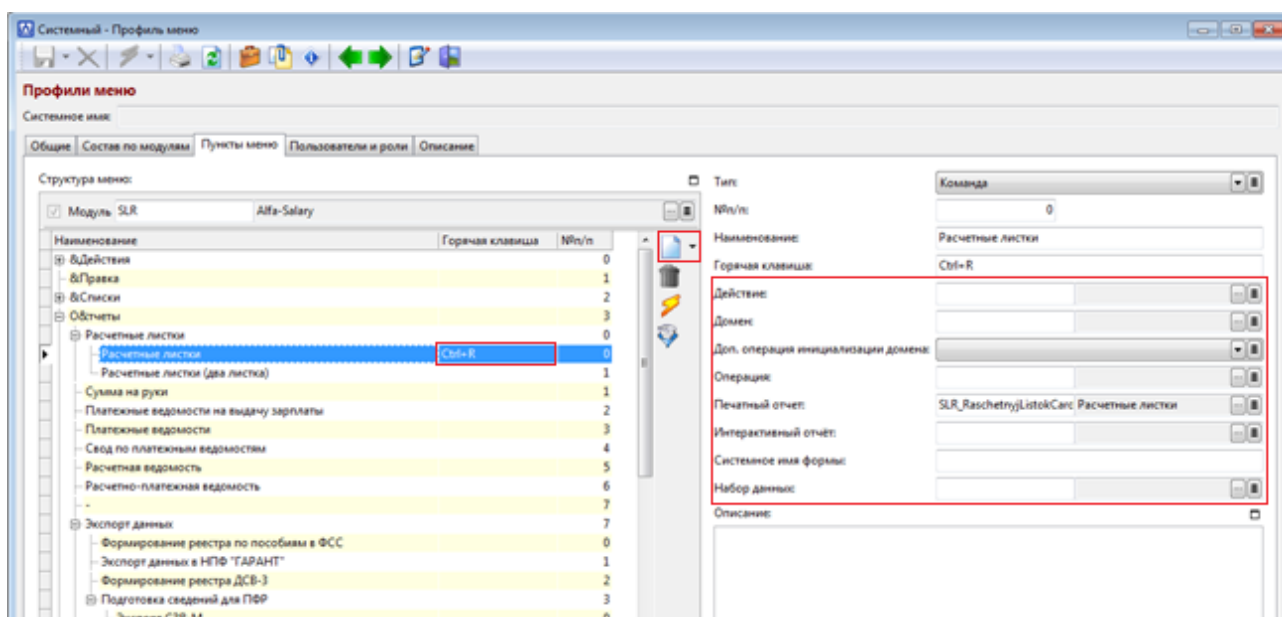 Системный - Профиль меню
Профили меню
Системное имя:
Общие Состав по модулям Пункты меню Пользователи и роли Описание
Структура меню:
Модуль SLR Alfa-Salary
Наименование Горячая клавиша №п/п
&Действия 0
&Правка 1
&Списки 2
О&тчеты 3
Расчетные листки 0
Расчетные листки Ctrl+R 0
Расчетные листки (два листка) 1
Сумма на руки 1
Платежные ведомости на выдачу зарплаты 2
Платежные ведомости 3
Свод по платежным ведомостям 4
Расчетная ведомость 5
Расчетно-платежная ведомость 6
- 7
Экспорт данных 7
Формирование реестра по пособиям в ФСС 0
Экспорт данных в НПФ "ГАРАНТ" 1
Формирование реестра ДСВ-3 2
Подготовка сведений для ПФР 3
Экспорт СЗВ-М 0
Тип: Команда
№п/п: 0
Наименование: Расчетные листки
Горячая клавиша: Ctrl+R
Действие:
Домен:
Доп. операция инициализации домена:
Операция:
Печатный отчет: SLR_RaschetnyjListokCarc Расчетные листки
Интерактивный отчёт:
Системное имя формы:
Набор данных:
Описание: